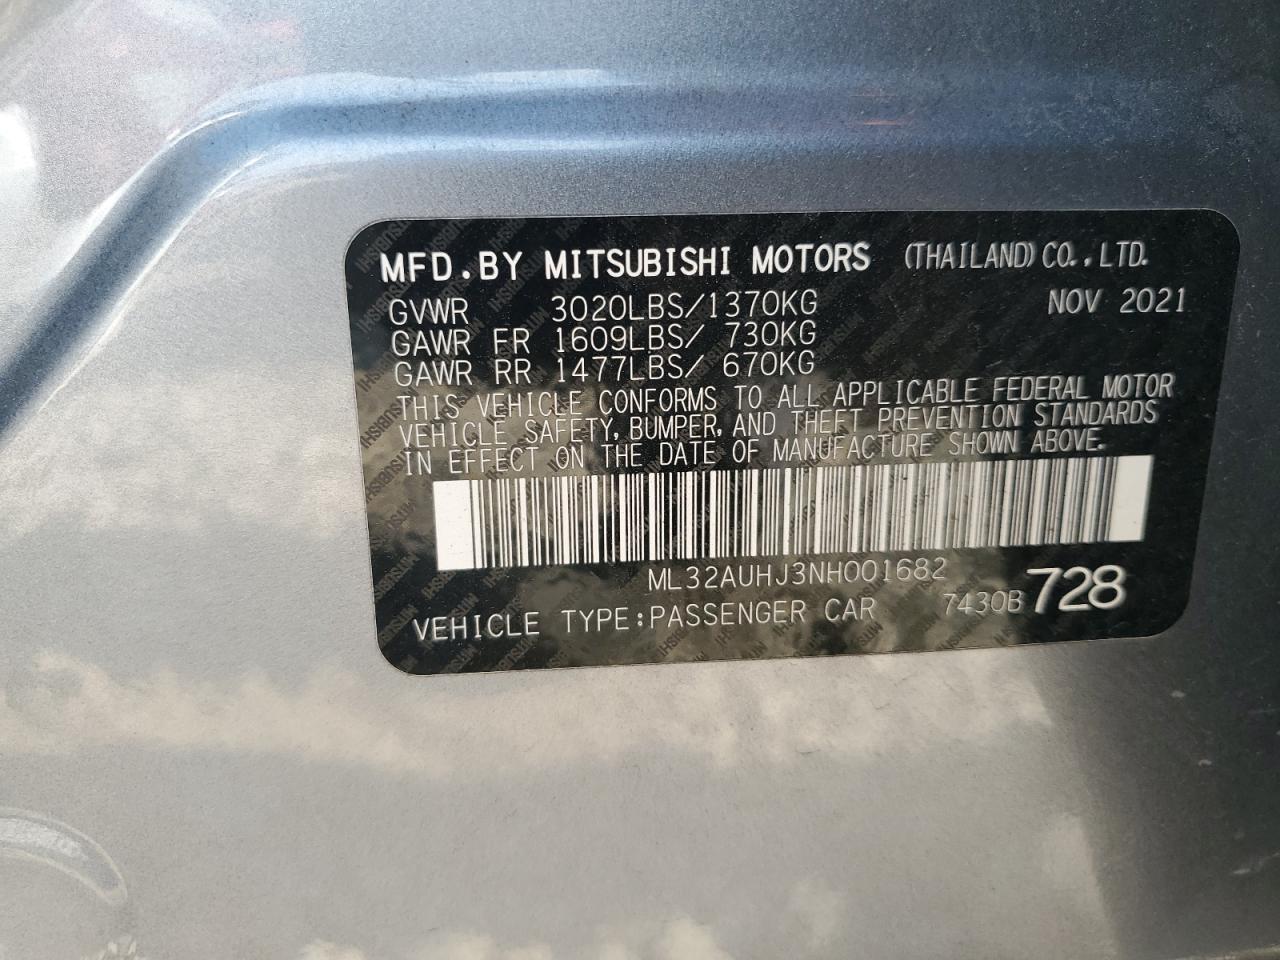 MFD.BY MITSUBISHI MOTORS (THAILAND) CO.,LTD.
GVWR 3020LBS/1370KG NOV 2021
GAWR FR 1609LBS/ 730KG
GAWR RR 1477LBS/ 670KG
THIS VEHICLE CONFORMS TO ALL APPLICABLE FEDERAL MOTOR
VEHICLE SAFETY, BUMPER, AND THEFT PREVENTION STANDARDS
IN EFFECT ON THE DATE OF MANUFACTURE SHOWN ABOVE.
ML32AUHJ3NH001682
VEHICLE TYPE:PASSENGER CAR 7430B 728